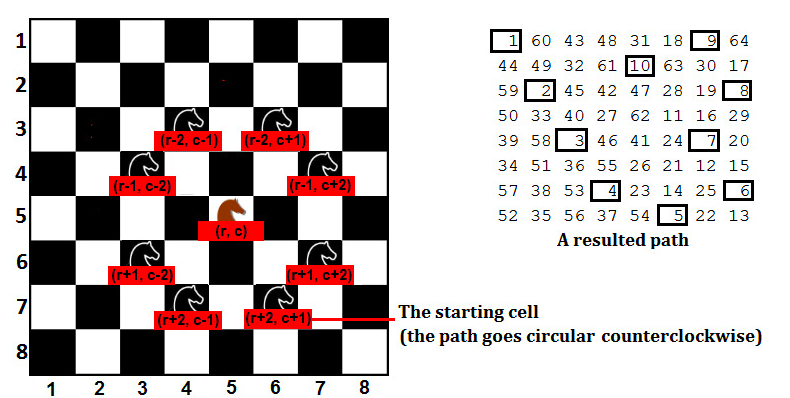 1
2
3
4
5
6
7
8
1 2 3 4 5 6 7 8
(r-2, c-1) (r-2, c+1)
(r-1, c-2) (r-1, c+2)
(r, c)
(r+1, c-2) (r+1, c+2)
(r+2, c-1) (r+2, c+1)
1 60 43 48 31 18 9 64
44 49 32 61 10 63 30 17
59 2 45 42 47 28 19 8
50 33 40 27 62 11 16 29
39 58 3 46 41 24 7 20
34 51 36 55 26 21 12 15
57 38 53 4 23 14 25 6
52 35 56 37 54 5 22 13
A resulted path
The starting cell
(the path goes circular counterclockwise)